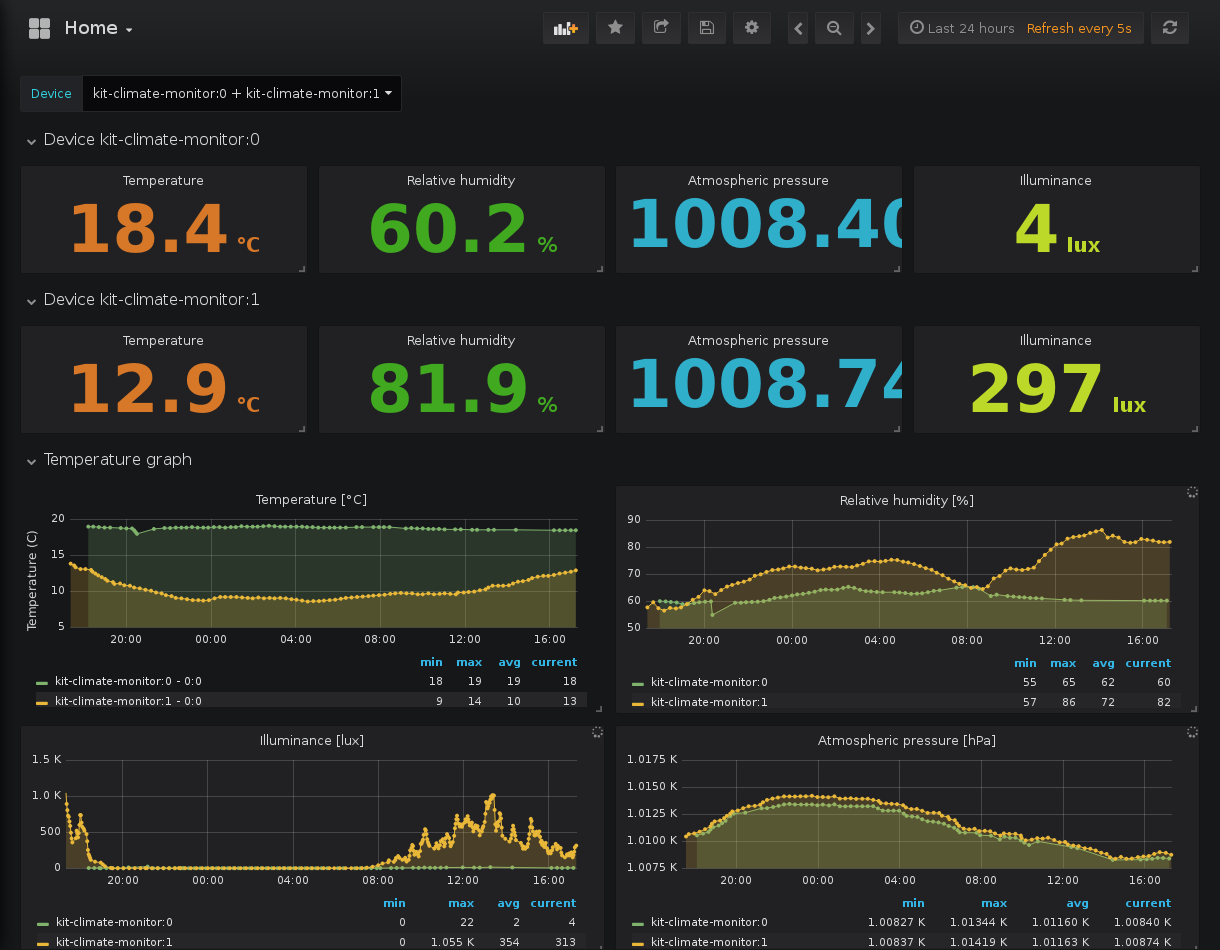 Home
Last 24 hours Refresh every 5s
Device kit-climate-monitor:0 + kit-climate-monitor:1
Device kit-climate-monitor:0
Temperature Relative humidity Atmospheric pressure Illuminance
18.4 °C 60.2 % 1008.40 4 lux
Device kit-climate-monitor:1
Temperature Relative humidity Atmospheric pressure Illuminance
12.9 °C 81.9 % 1008.74 297 lux
Temperature graph
Temperature [°C]
Temperature (C)
20
15
10
5
20:00 00:00 04:00 08:00 12:00 16:00
min max avg current
kit-climate-monitor:0 - 0:0 18 19 19 18
kit-climate-monitor:1 - 0:0 9 14 10 13
Relative humidity [%]
90
80
70
60
50
20:00 00:00 04:00 08:00 12:00 16:00
min max avg current
kit-climate-monitor:0 55 65 62 60
kit-climate-monitor:1 57 86 72 82
Illuminance [lux]
1.5 K
1.0 K
500
0
20:00 00:00 04:00 08:00 12:00 16:00
min max avg current
kit-climate-monitor:0 0 22 2 4
kit-climate-monitor:1 0 1.055 K 354 313
Atmospheric pressure [hPa]
1.0175 K
1.0150 K
1.0125 K
1.0100 K
1.0075 K
20:00 00:00 04:00 08:00 12:00 16:00
min max avg current
kit-climate-monitor:0 1.00827 K 1.01344 K 1.01160 K 1.00840 K
kit-climate-monitor:1 1.00837 K 1.01419 K 1.01163 K 1.00874 K